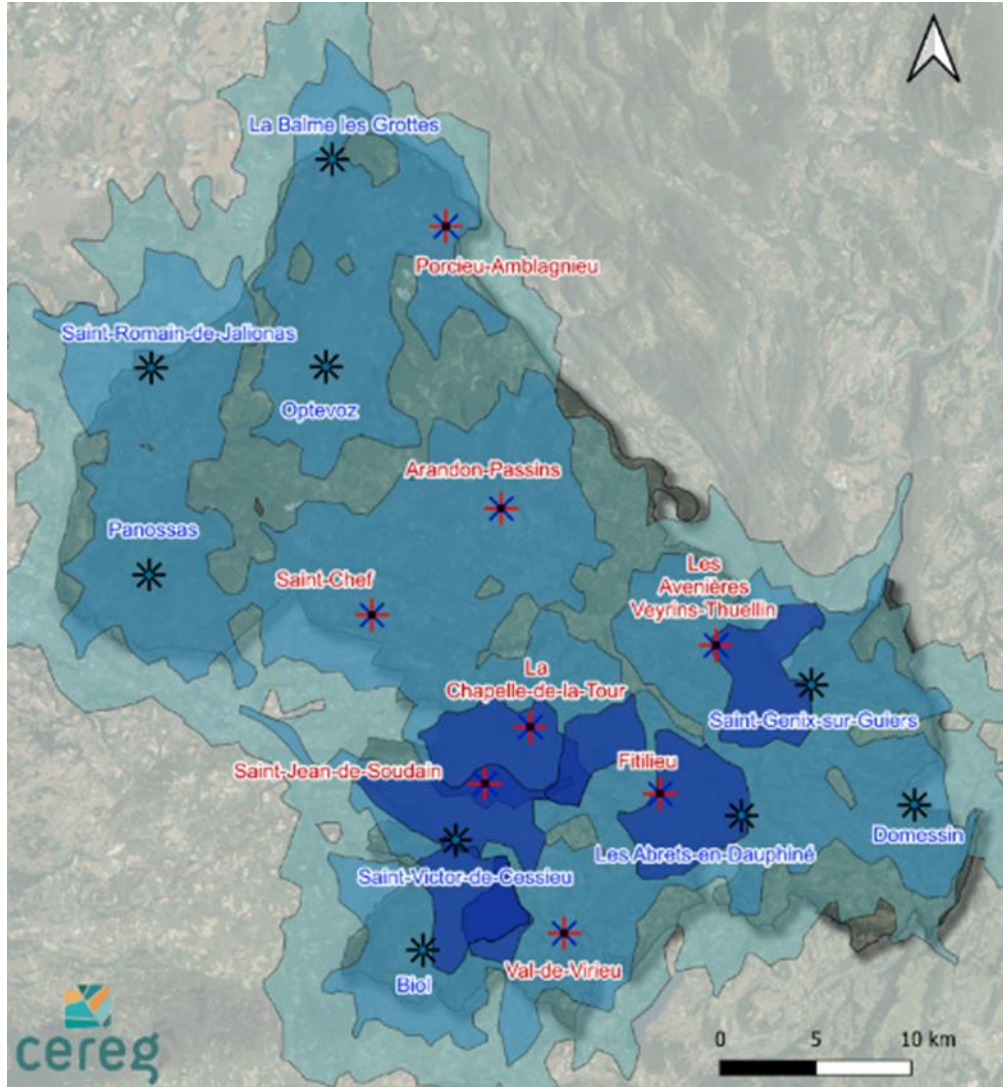 La Balme les Grottes
Porcieu-Amblagnieu
Saint-Romain-de-Jalionas
Optevoz
Arandon-Passins
Panossas
Saint-Chef
Les
Avenières
Veyrins-Thuellin
La
Chapelle-de-la-Tour
Saint-Genix-sur-Guiers
Saint-Jean-de-Soudain
Fitilieu
Domessin
Les Abrets-en-Dauphiné
Saint-Victor-de-Cessieu
Val-de-Virieu
Biol
cereg
0 5 10 km